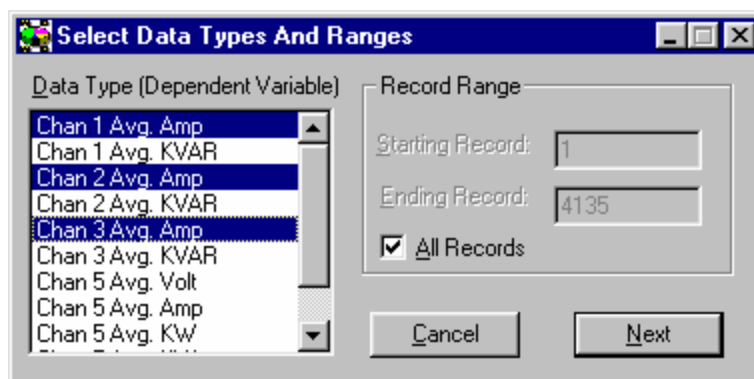 Select Data Types And Ranges
Data Type (Dependent Variable)
Chan 1 Avg. Amp
Chan 1 Avg. KVAR
Chan 2 Avg. Amp
Chan 2 Avg. KVAR
Chan 3 Avg. Amp
Chan 3 Avg. KVAR
Chan 5 Avg. Volt
Chan 5 Avg. Amp
Chan 5 Avg. KW
Record Range
Starting Record: 1
Ending Record: 4135
All Records
Cancel
Next